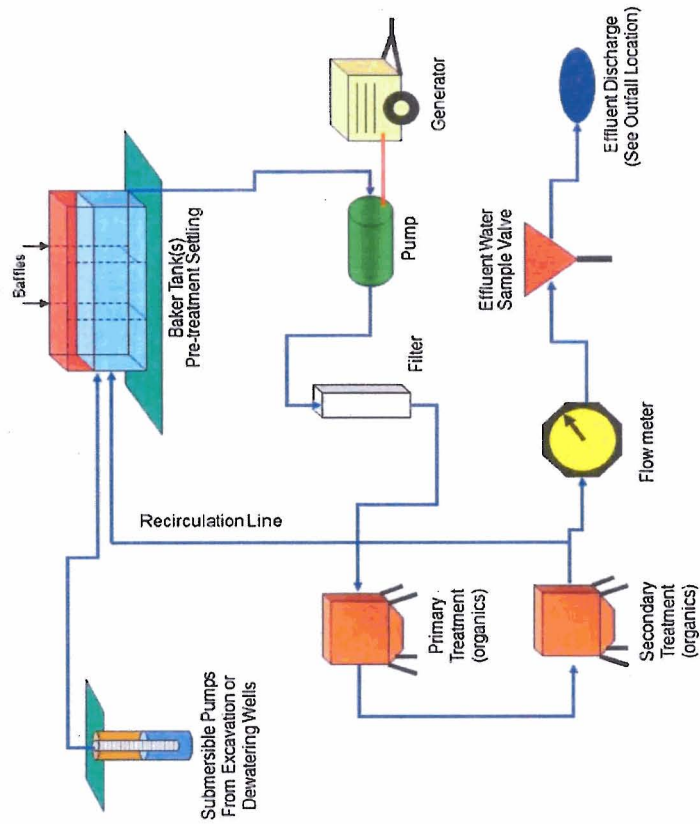 Baffles
Baker Tank(s)
Pre-treatment Settling
Generator
Pump
Filter
Recirculation Line
Submersible Pumps
From Excavation or
Dewatering Wells
Primary
Treatment
(organics)
Secondary
Treatment
(organics)
Flow meter
Effluent Water
Sample Valve
Effluent Discharge
(See Outfall Location)